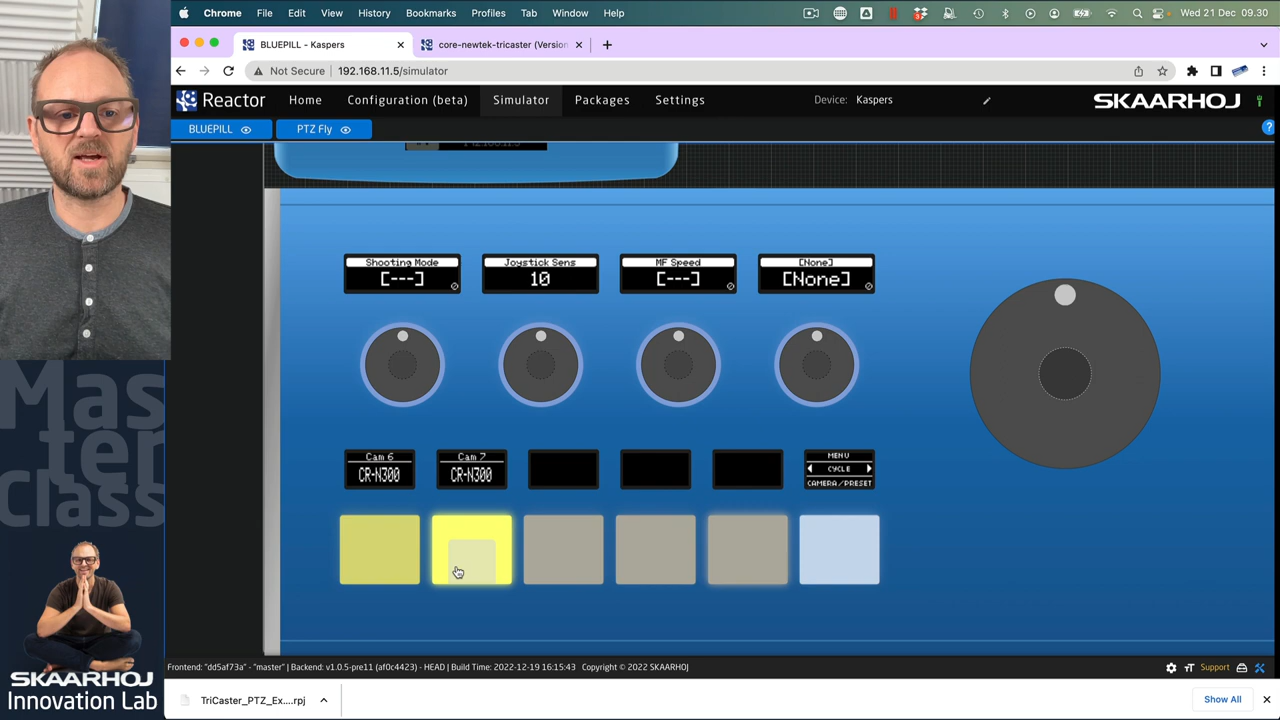 Chrome File Edit View History Bookmarks Profiles Tab Window Help Wed 21 Dec 09.30
BLUEPILL - Kaspers
core-newtek-tricaster (Version
Not Secure 192.168.11.5/simulator
Reactor Home Configuration (beta) Simulator Packages Settings Device: Kaspers SKAARHOJ
BLUEPILL PTZ Fly ?
Shooting Mode
[---]
Joystick Sens
10
MF Speed
[---]
[None]
[None]
Cam 6
CR-N300
Cam 7
CR-N300
MENU
CYCLE
CAMERA/PRESET
Master
Class
SKAARHOJ
Innovation Lab
Frontend: "dd5af73a" - "master" | Backend: v1.0.5-pre11 (af0c4423) - HEAD | Build Time: 2022-12-19 16:15:43 Copyright © 2022 SKAARHOJ
Support
TriCaster_PTZ_Ex....rpj
Show All